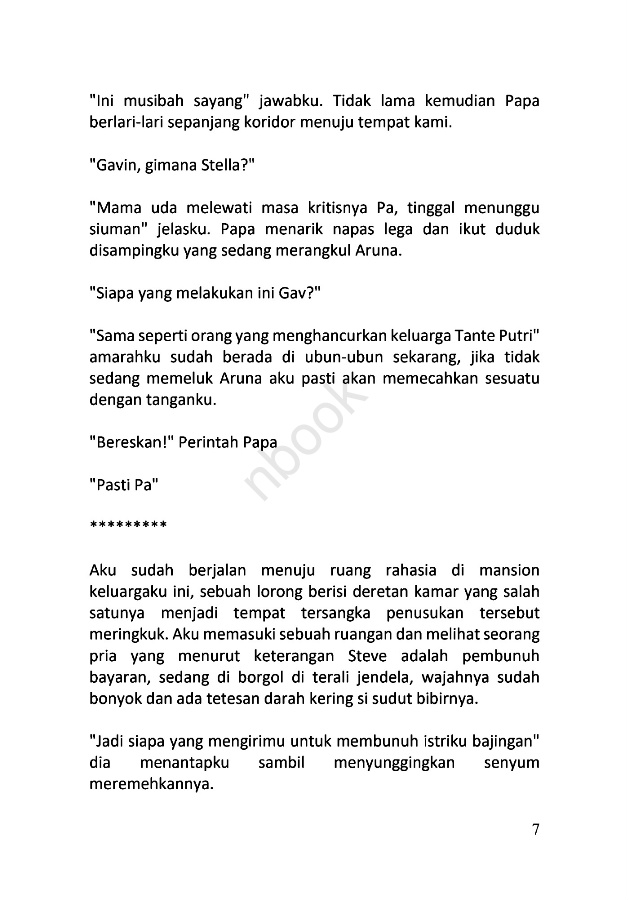 "Ini musibah sayang" jawabku. Tidak lama kemudian Papa
berlari-lari sepanjang koridor menuju tempat kami.
"Gavin, gimana Stella?"
"Mama uda melewati masa kritisnya Pa, tinggal menunggu
siuman" jelasku. Papa menarik napas lega dan ikut duduk
disampingku yang sedang merangkul Aruna.
"Siapa yang melakukan ini Gav?"
"Sama seperti orang yang menghancurkan keluarga Tante Putri"
amarahku sudah berada di ubun-ubun sekarang, jika tidak
sedang memeluk Aruna aku pasti akan memecahkan sesuatu
dengan tanganku.
"Bereskan!" Perintah Papa
nbook
"Pasti Pa"
*********
Aku sudah berjalan menuju ruang rahasia di mansion
keluargaku ini, sebuah lorong berisi deretan kamar yang salah
satunya menjadi tempat tersangka penusukan tersebut
meringkuk. Aku memasuki sebuah ruangan dan melihat seorang
pria yang menurut keterangan Steve adalah pembunuh
bayaran, sedang di borgol di terali jendela, wajahnya sudah
bonyok dan ada tetesan darah kering si sudut bibirnya.
"Jadi siapa yang mengirimu untuk membunuh istriku bajingan"
dia menantapku sambil menyunggingkan senyum
meremehkannya.
7